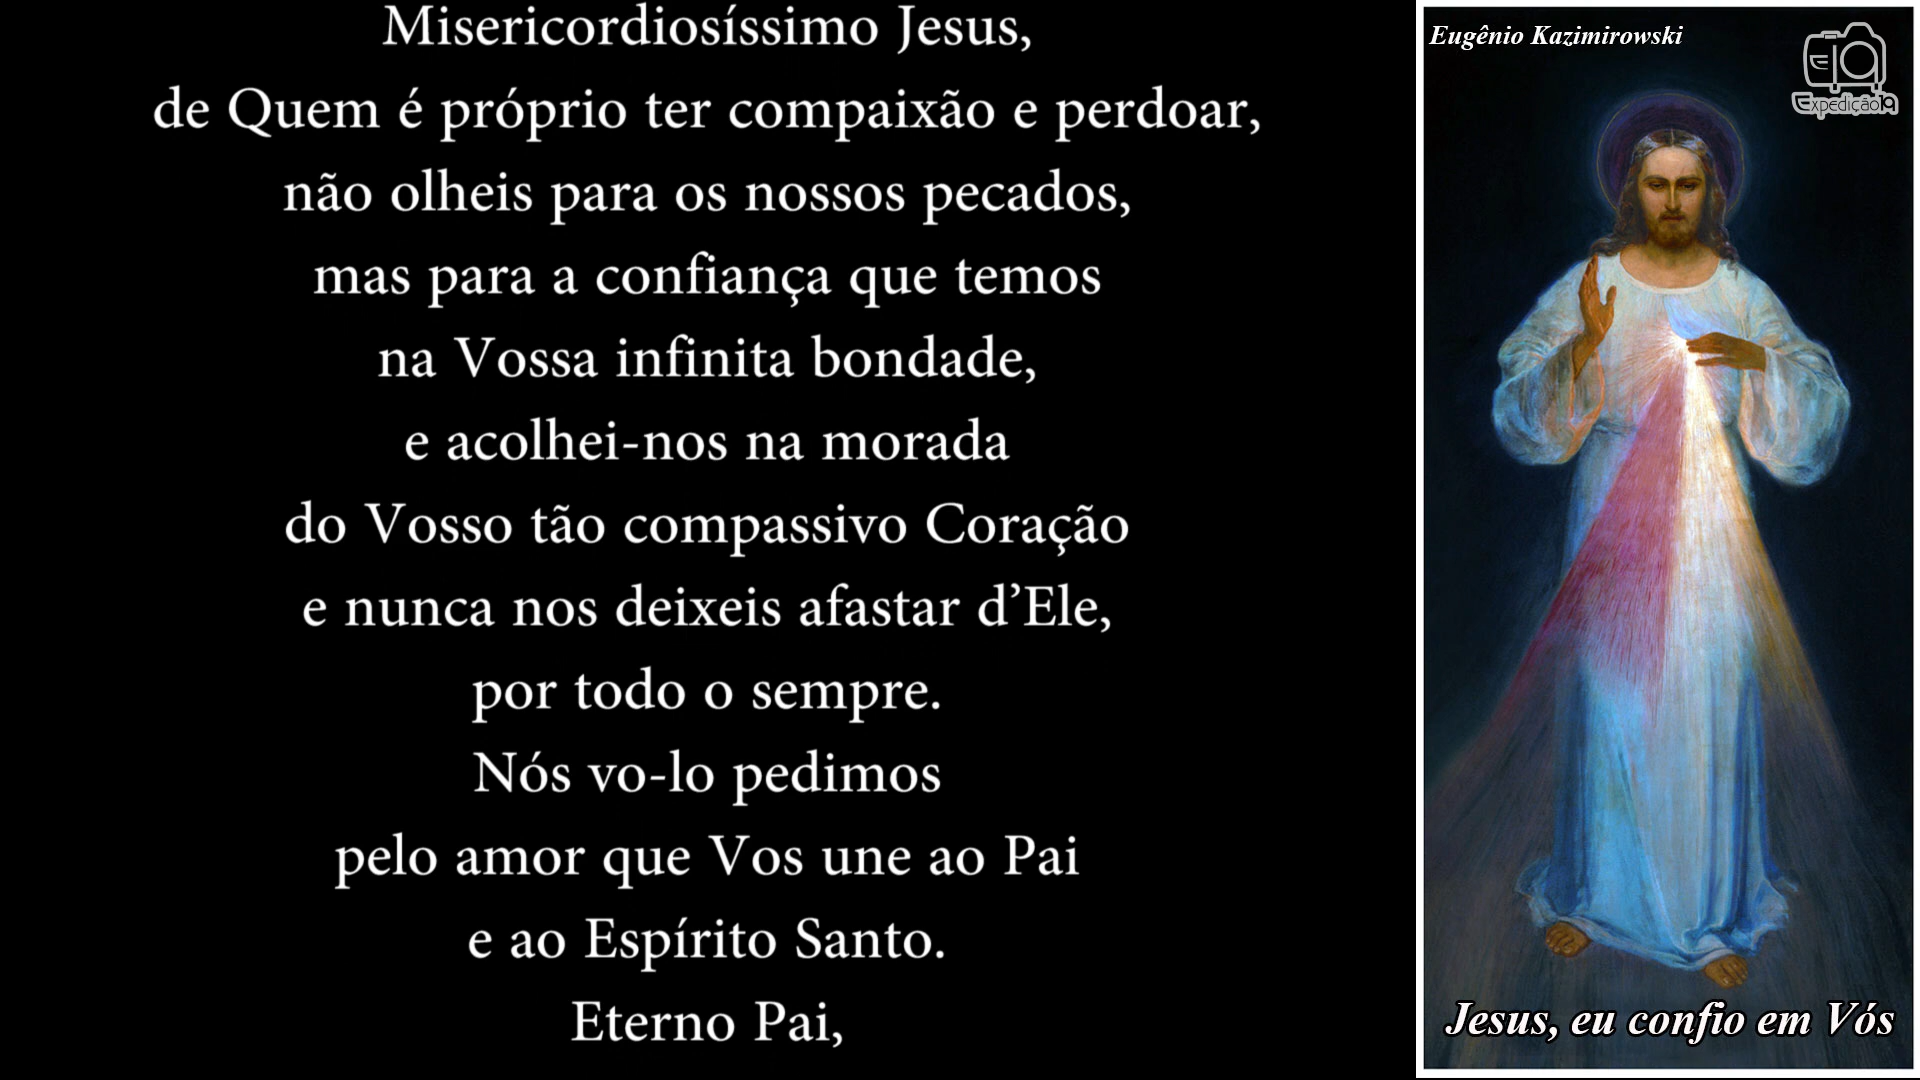 Misericordiosíssimo Jesus,
de Quem é próprio ter compaixão e perdoar,
não olheis para os nossos pecados,
mas para a confiança que temos
na Vossa infinita bondade,
e acolhei-nos na morada
do Vosso tão compassivo Coração
e nunca nos deixeis afastar d’Ele,
por todo o sempre.
Nós vo-lo pedimos
pelo amor que Vos une ao Pai
e ao Espírito Santo.
Eterno Pai,
Eugênio Kazimirowski
E19
Expedição19
Jesus, eu confio em Vós